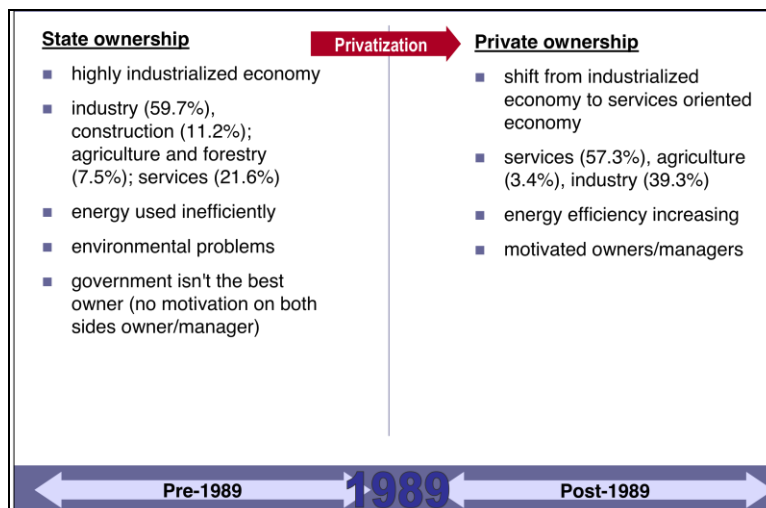 State ownership
highly industrialized economy
industry (59.7%),
construction (11.2%);
agriculture and forestry
(7.5%); services (21.6%)
energy used inefficiently
environmental problems
government isn't the best
owner (no motivation on both
sides owner/manager)
Privatization
Private ownership
shift from industrialized
economy to services oriented
economy
services (57.3%), agriculture
(3.4%), industry (39.3%)
energy efficiency increasing
motivated owners/managers
Pre-1989
1989
Post-1989